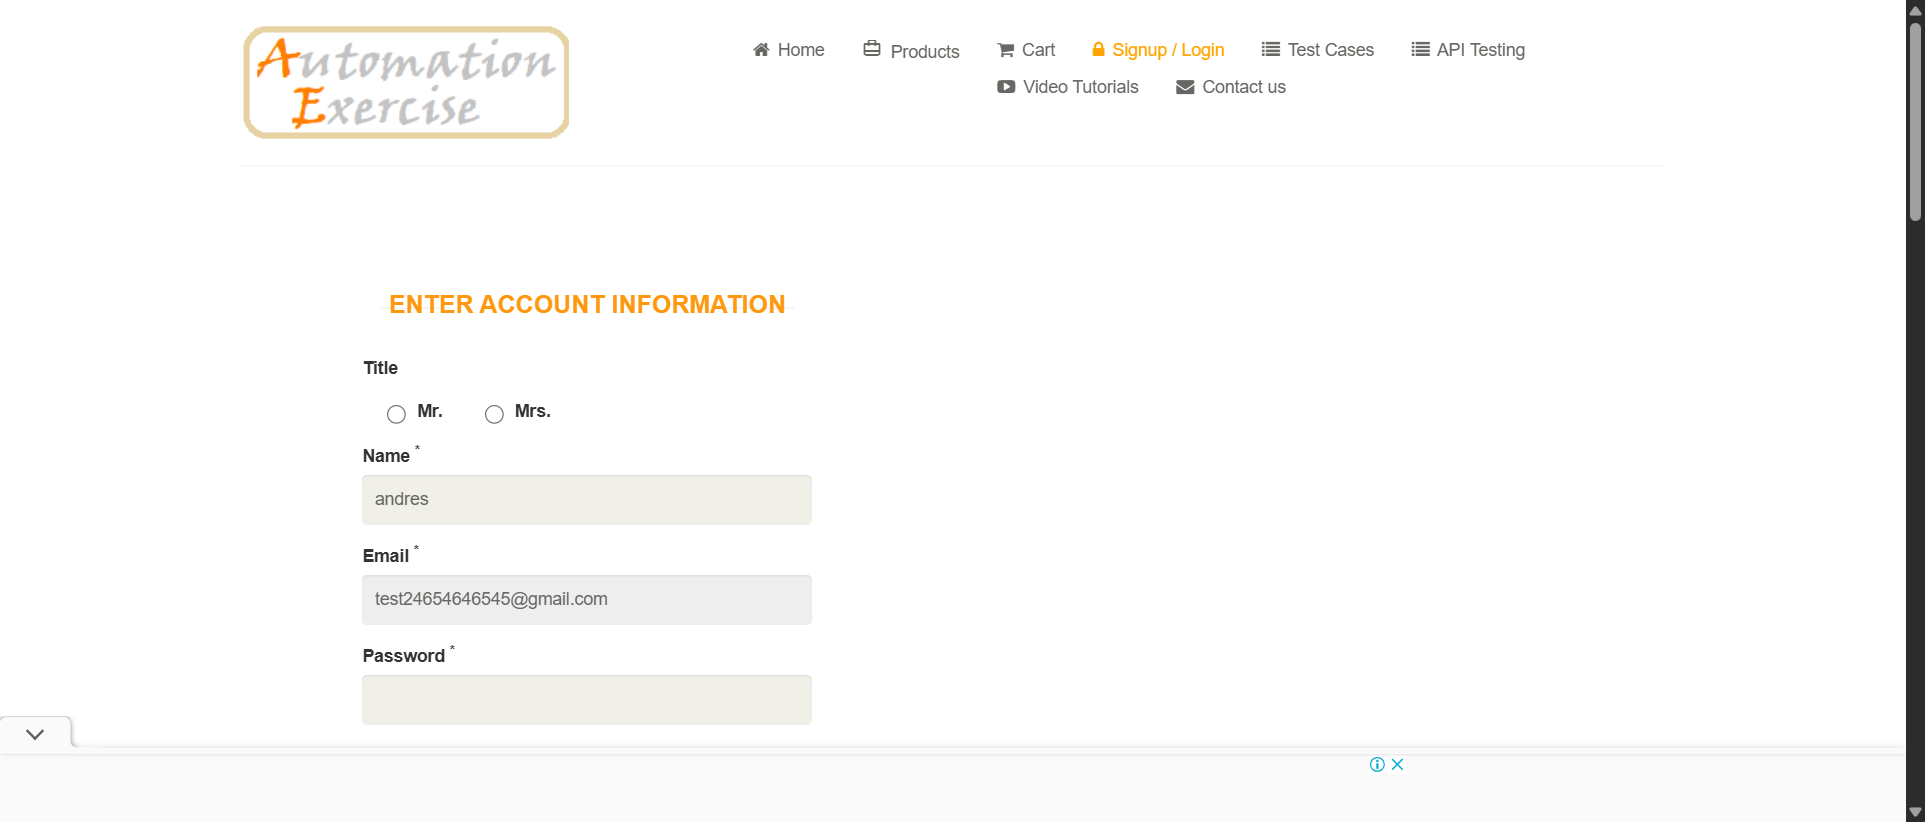 Automation
Exercise
Home Products Cart Signup / Login Test Cases API Testing
Video Tutorials Contact us
ENTER ACCOUNT INFORMATION
Title
Mr. Mrs.
Name *
andres
Email *
test24654646545@gmail.com
Password *